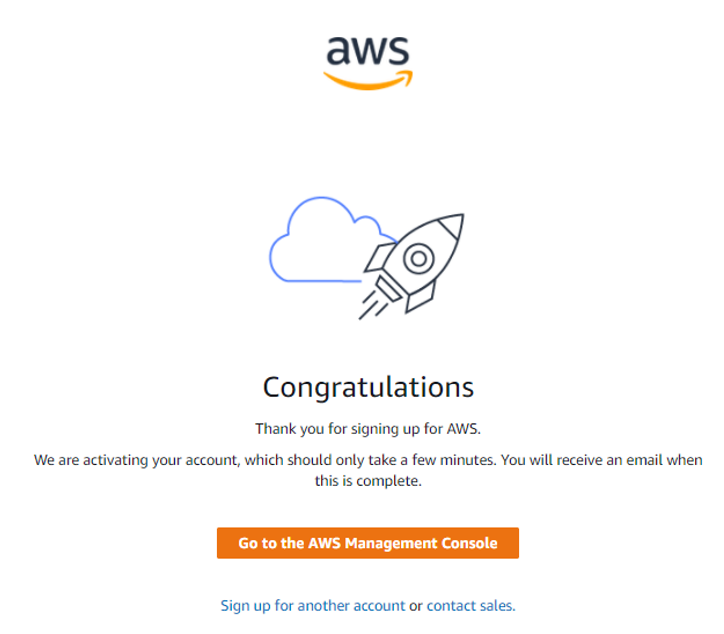 aws
Congratulations
Thank you for signing up for AWS.
We are activating your account, which should only take a few minutes. You will receive an email when
this is complete.
Go to the AWS Management Console
Sign up for another account or contact sales.